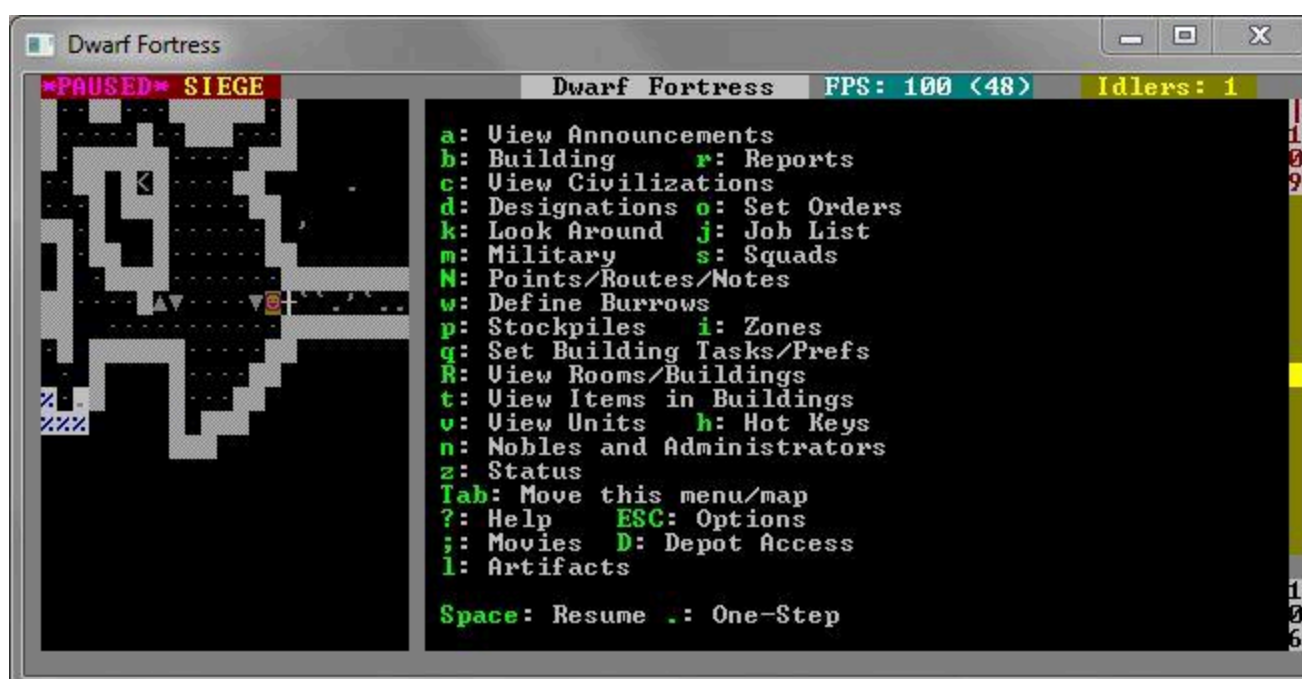 Dwarf Fortress
*PAUSED* SIEGE Dwarf Fortress FPS: 100 (48) Idlers: 1
a: View Announcements
b: Building r: Reports
c: View Civilizations
d: Designations o: Set Orders
k: Look Around j: Job List
m: Military s: Squads
N: Points/Routes/Notes
w: Define Burrows
p: Stockpiles i: Zones
q: Set Building Tasks/Prefs
R: View Rooms/Buildings
t: View Items in Buildings
v: View Units h: Hot Keys
n: Nobles and Administrators
z: Status
Tab: Move this menu/map
?: Help ESC: Options
;: Movies D: Depot Access
l: Artifacts
Space: Resume .: One-Step
109
106